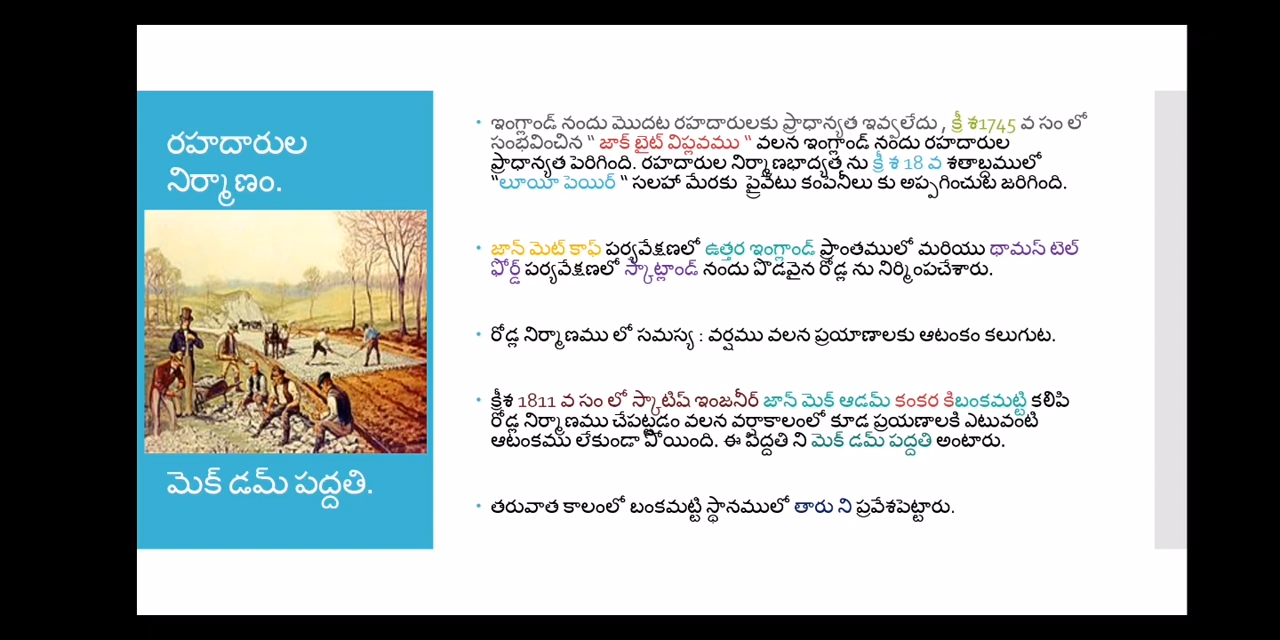 రహదారుల
నిర్మాణం.
మెక్ డమ్ పద్దతి.
• ఇంగ్లాండ్ నందు మొదట రహదారులకు ప్రాధాన్యత ఇవ్వలేదు , క్రీ శ1745 వ సం లో
సంభవించిన “ జాక్ బైట్ విప్లవము “ వలన ఇంగ్లాండ్ నందు రహదారుల
ప్రాధాన్యత పెరిగింది. రహదారుల నిర్మాణభాద్యత ను క్రీ శ 18 వ శతాబ్దములో
“లూయీ పెయిర్ “ సలహా మేరకు ప్రైవేటు కంపెనీలు కు అప్పగించుట జరిగింది.
• జాన్ మెట్ కాఫ్ పర్యవేక్షణలో ఉత్తర ఇంగ్లాండ్ ప్రాంతములో మరియు థామస్ టెల్
ఫోర్డ్ పర్యవేక్షణలో స్కాట్లాండ్ నందు పొడవైన రోడ్ల ను నిర్మింపచేశారు.
• రోడ్ల నిర్మాణము లో సమస్య : వర్షము వలన ప్రయాణాలకు ఆటంకం కలుగుట.
• క్రీశ 1811 వ సం లో స్కాటిష్ ఇంజనీర్ జాన్ మెక్ ఆడమ్ కంకర కిబంకమట్టి కలిపి
రోడ్ల నిర్మాణము చేపట్టడం వలన వర్షాకాలంలో కూడ ప్రయణాలకి ఎటువంటి
ఆటంకము లేకుండా పోయింది. ఈ పద్దతి ని మెక్ డమ్ పద్దతి అంటారు.
• తరువాత కాలంలో బంకమట్టి స్థానములో తారు ని ప్రవేశపెట్టారు.